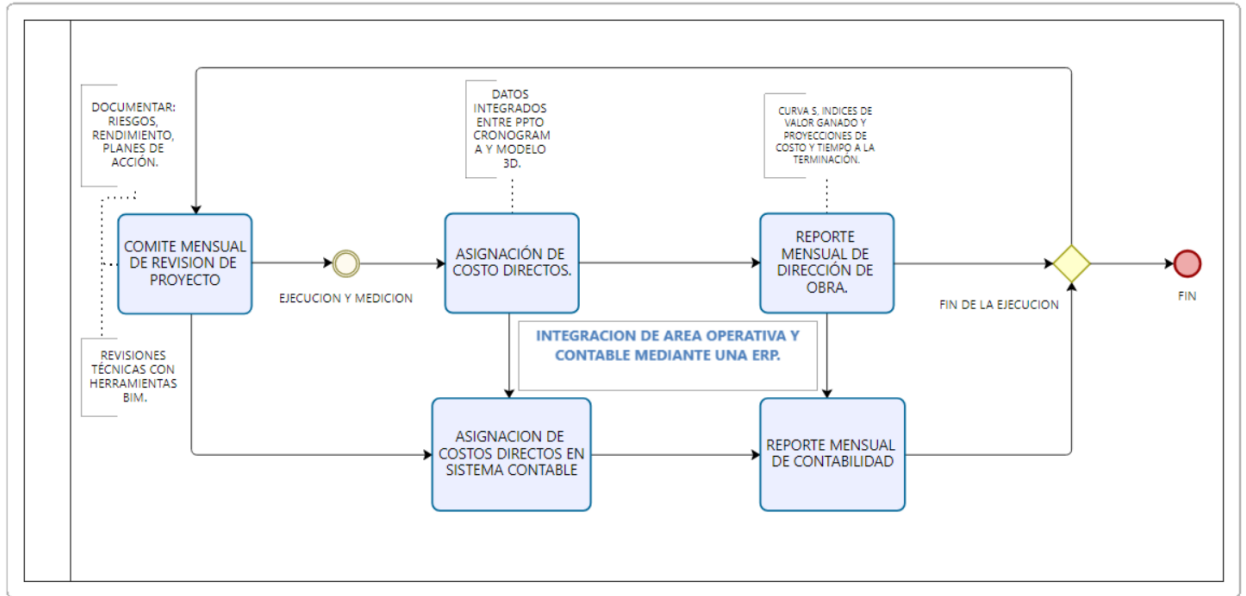 DOCUMENTAR:
RIESGOS,
RENDIMIENTO,
PLANES DE
ACCIÓN.
DATOS
INTEGRADOS
ENTRE PPTO
CRONOGRAM
A Y MODELO
3D.
CURVA S, INDICES DE
VALOR GANADO Y
PROYECCIONES DE
COSTO Y TIEMPO A LA
TERMINACIÓN.
COMITE MENSUAL
DE REVISION DE
PROYECTO
EJECUCION Y MEDICION
ASIGNACIÓN DE
COSTO DIRECTOS.
REPORTE
MENSUAL DE
DIRECCIÓN DE
OBRA.
FIN DE LA EJECUCION
FIN
INTEGRACION DE AREA OPERATIVA Y
CONTABLE MEDIANTE UNA ERP.
REVISIONES
TÉCNICAS CON
HERRAMIENTAS
BIM.
ASIGNACION DE
COSTOS DIRECTOS EN
SISTEMA CONTABLE
REPORTE MENSUAL
DE CONTABILIDAD